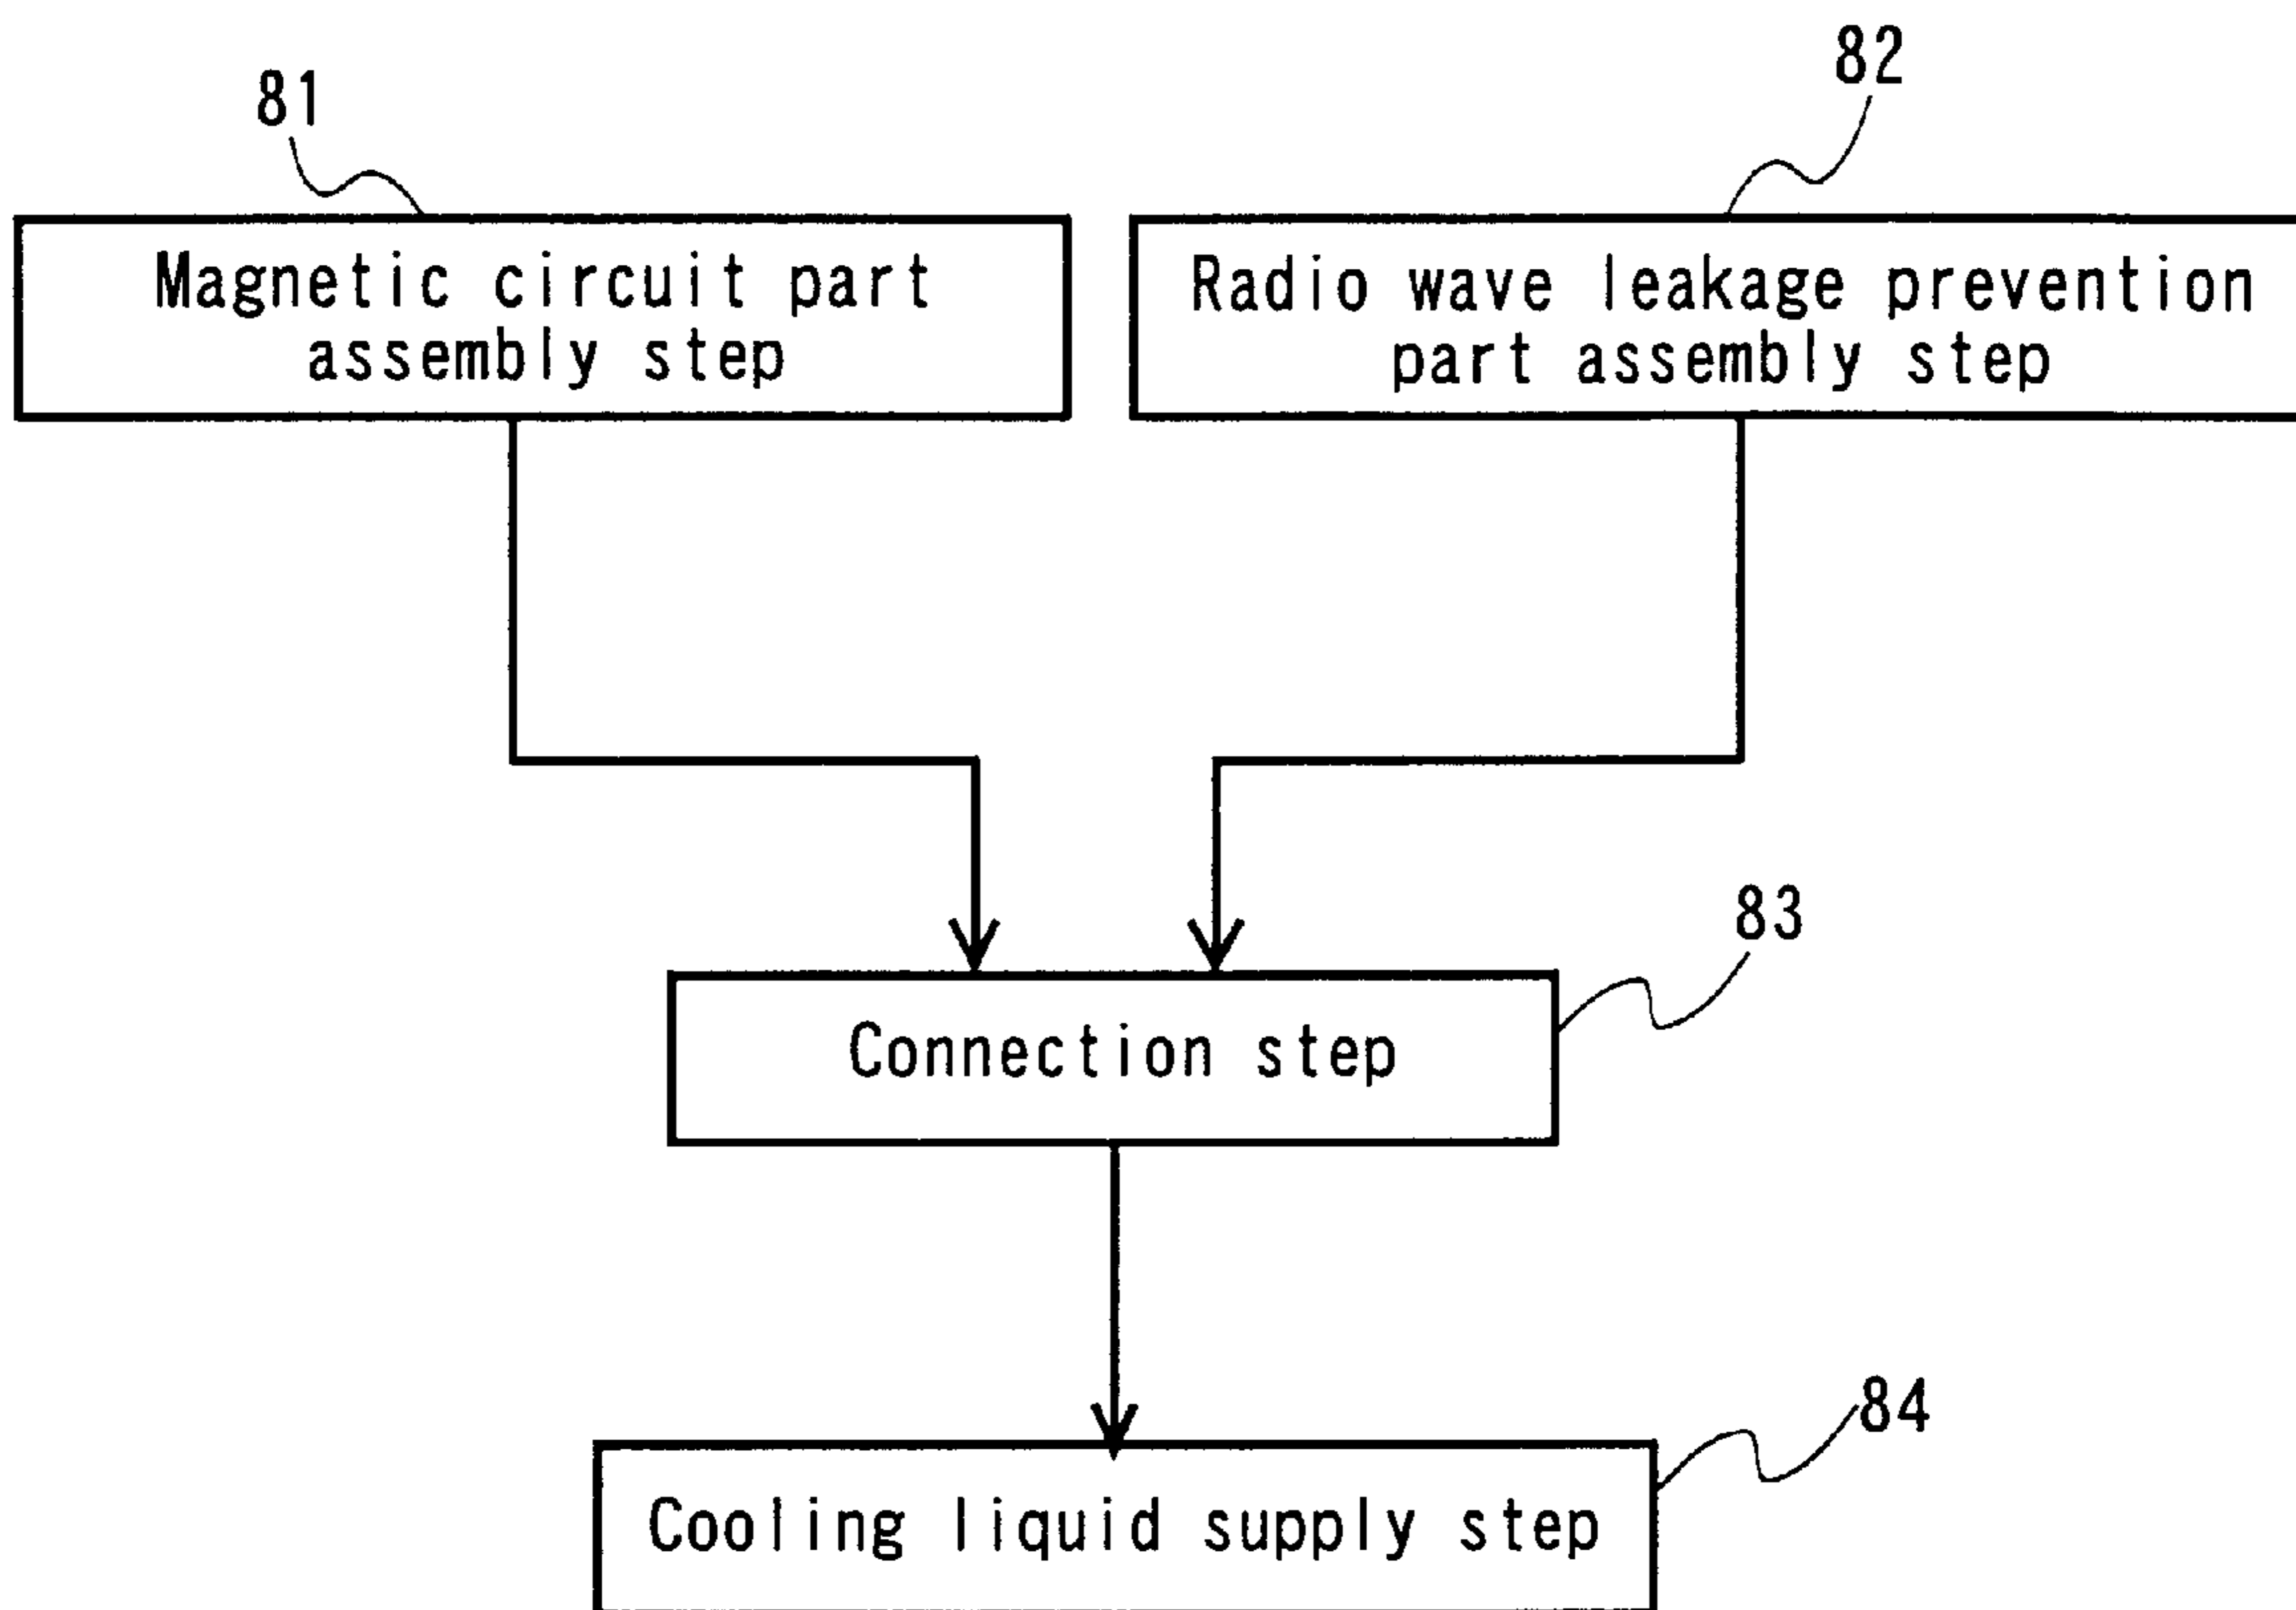 81
82
Magnetic circuit part
assembly step
Radio wave leakage prevention
part assembly step
83
Connection step
84
Cooling liquid supply step